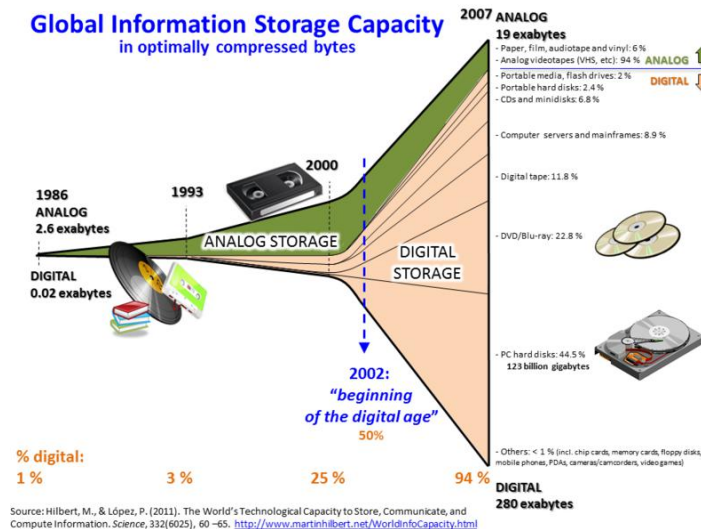 Global Information Storage Capacity
in optimally compressed bytes
2007 ANALOG
19 exabytes
- Paper, film, audiotape and vinyl: 6 %
- Analog videotapes (VHS, etc): 94 %
ANALOG
- Portable media, flash drives: 2 %
DIGITAL
- Portable hard disks: 2.4 %
- CDs and minidisks: 6.8 %
- Computer servers and mainframes: 8.9 %
- Digital tape: 11.8 %
- DVD/Blu-ray: 22.8 %
- PC hard disks: 44.5 %
123 billion gigabytes
- Others: < 1 % (incl. chip cards, memory cards, floppy disks,
mobile phones, PDAs, cameras/camcorders, video games)
DIGITAL
280 exabytes
1986
ANALOG
2.6 exabytes
DIGITAL
0.02 exabytes
1993
2000
ANALOG STORAGE
DIGITAL
STORAGE
2002:
“beginning
of the digital age”
50%
% digital:
1 %
3 %
25 %
94 %
Source: Hilbert, M., & López, P. (2011). The World’s Technological Capacity to Store, Communicate, and
Compute Information. Science, 332(6025), 60 –65. http://www.martinhilbert.net/WorldInfoCapacity.html